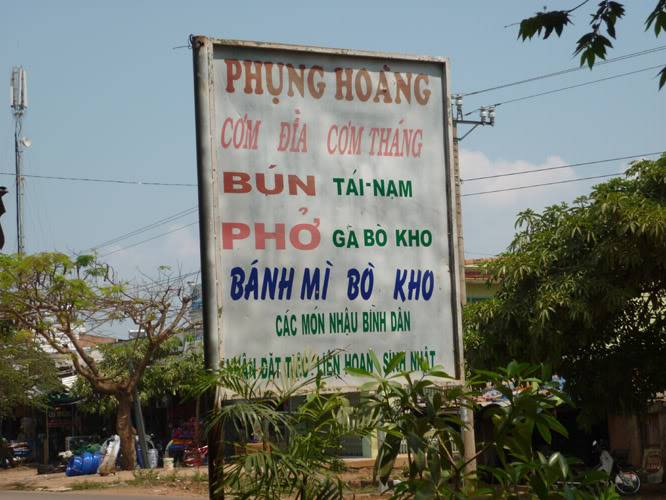 PHỤNG HOÀNG
CƠM ĐĨA CƠM THÁNG
BÚN TÁI-NẠM
PHỞ GÀ BÒ KHO
BÁNH MÌ BÒ KHO
CÁC MÓN NHẬU BÌNH DÂN
ĐẶT TIỆC LIÊN HOAN SINH NHẬT